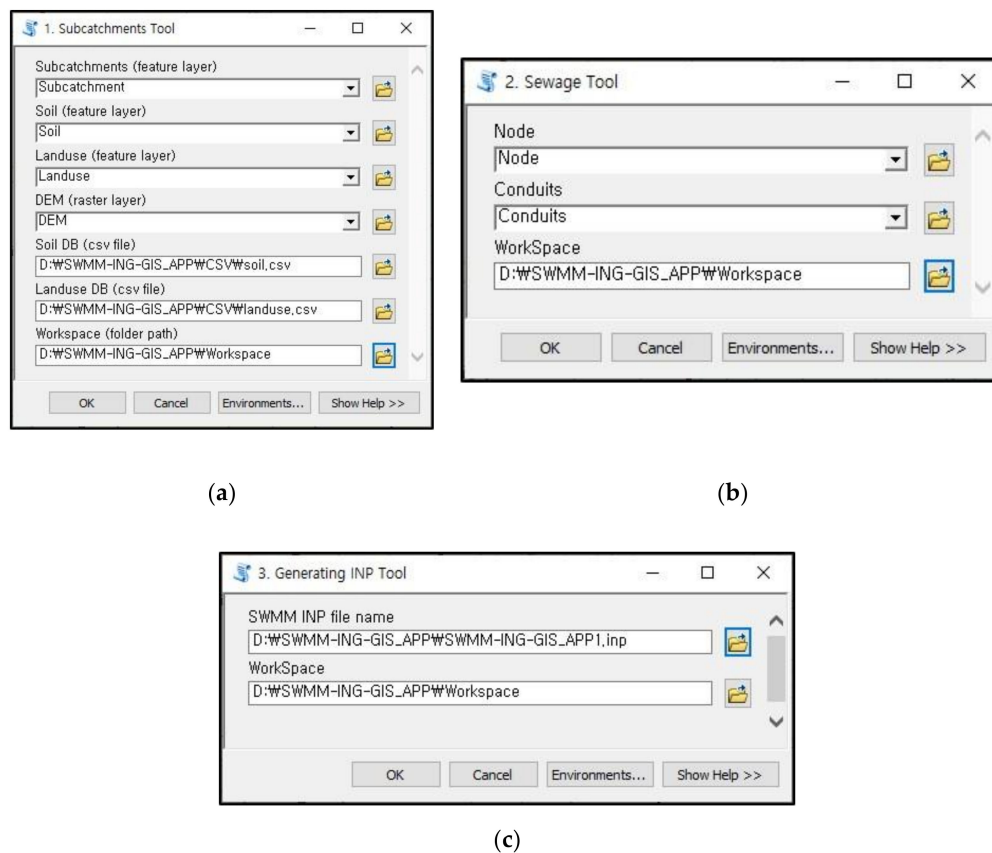 1. Subcatchments Tool
Subcatchments (feature layer)
Subcatchment
Soil (feature layer)
Soil
Landuse (feature layer)
Landuse
DEM (raster layer)
DEM
Soil DB (csv file)
D:₩SWMM-ING-GIS_APP₩CSV₩soil.csv
Landuse DB (csv file)
D:₩SWMM-ING-GIS_APP₩CSV₩landuse.csv
Workspace (folder path)
D:₩SWMM-ING-GIS_APP₩Workspace
OK Cancel Environments... Show Help >>
(a)
2. Sewage Tool
Node
Node
Conduits
Conduits
WorkSpace
D:₩SWMM-ING-GIS_APP₩Workspace
OK Cancel Environments... Show Help >>
(b)
3. Generating INP Tool
SWMM INP file name
D:₩SWMM-ING-GIS_APP₩SWMM-ING-GIS_APP1.inp
WorkSpace
D:₩SWMM-ING-GIS_APP₩Workspace
OK Cancel Environments... Show Help >>
(c)